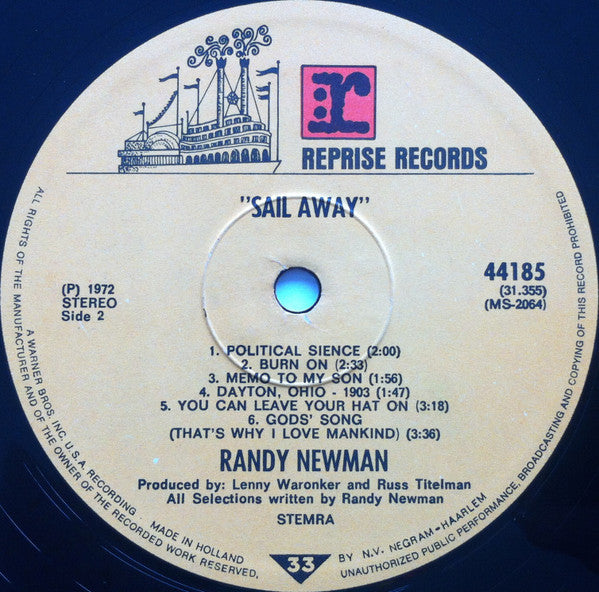 r
REPRISE RECORDS
"SAIL AWAY"
(P) 1972
STEREO
Side 2
44185
(31.355)
(MS-2064)
1. POLITICAL SIENCE (2:00)
2. BURN ON (2:33)
3. MEMO TO MY SON (1:56)
4. DAYTON, OHIO - 1903 (1:47)
5. YOU CAN LEAVE YOUR HAT ON (3:18)
6. GODS' SONG
(THAT'S WHY I LOVE MANKIND) (3:36)
RANDY NEWMAN
Produced by: Lenny Waronker and Russ Titelman
All Selections written by Randy Newman
STEMRA
33
ALL RIGHTS OF THE MANUFACTURER AND OF THE OWNER OF THE RECORDED WORK RESERVED,
UNAUTHORIZED PUBLIC PERFORMANCE, BROADCASTING AND COPYING OF THIS RECORD PROHIBITED
A WARNER BROS. INC. U.S.A. RECORDING
MADE IN HOLLAND
BY N.V. NEGRAM-HAARLEM